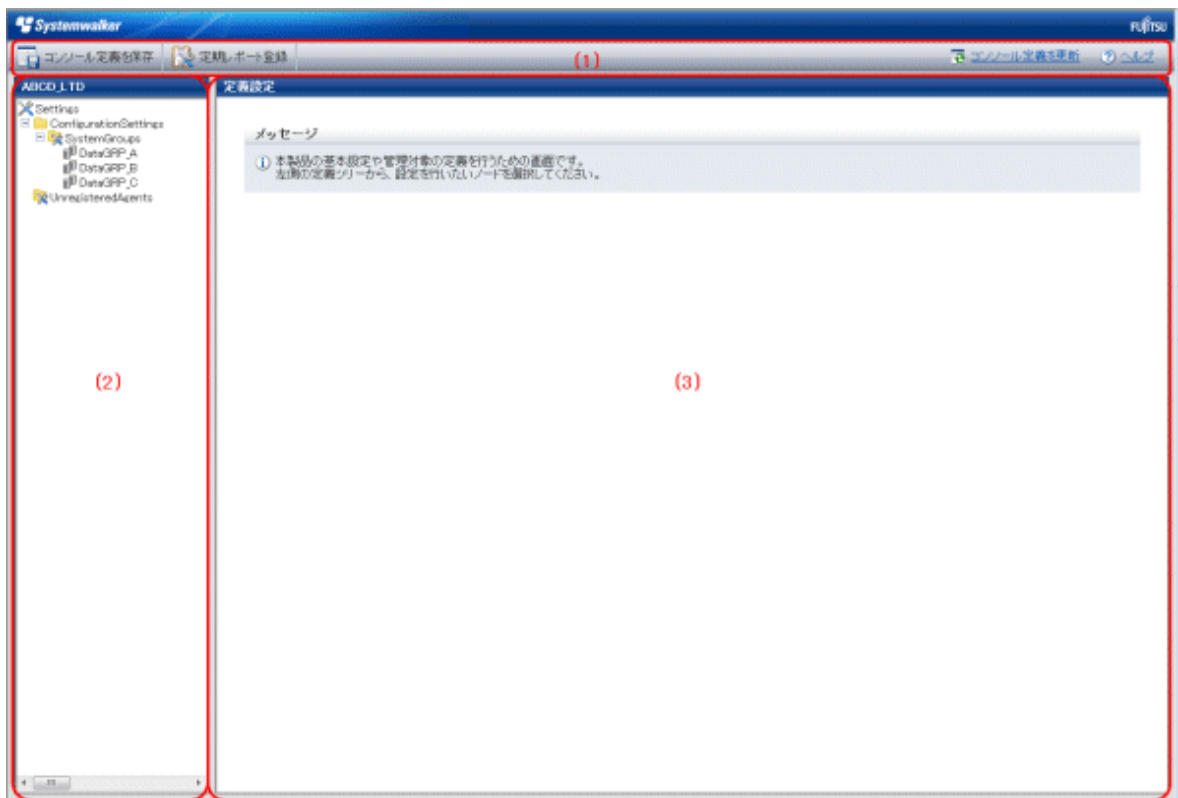 Systemwalker
FUJITSU
コンソール定義を保存
定期レポート登録
(1)
コンソール定義を更新
ヘルプ
ABCD_LTD
定義設定
Settings
ConfigurationSettings
SystemGroups
DataGRP_A
DataGRP_B
DataGRP_C
UnregisteredAgents
メッセージ
本製品の基本設定や管理対象の定義を行うための画面です。
左側の定義ツリーから、設定を行いたいノードを選択してください。
(2)
(3)